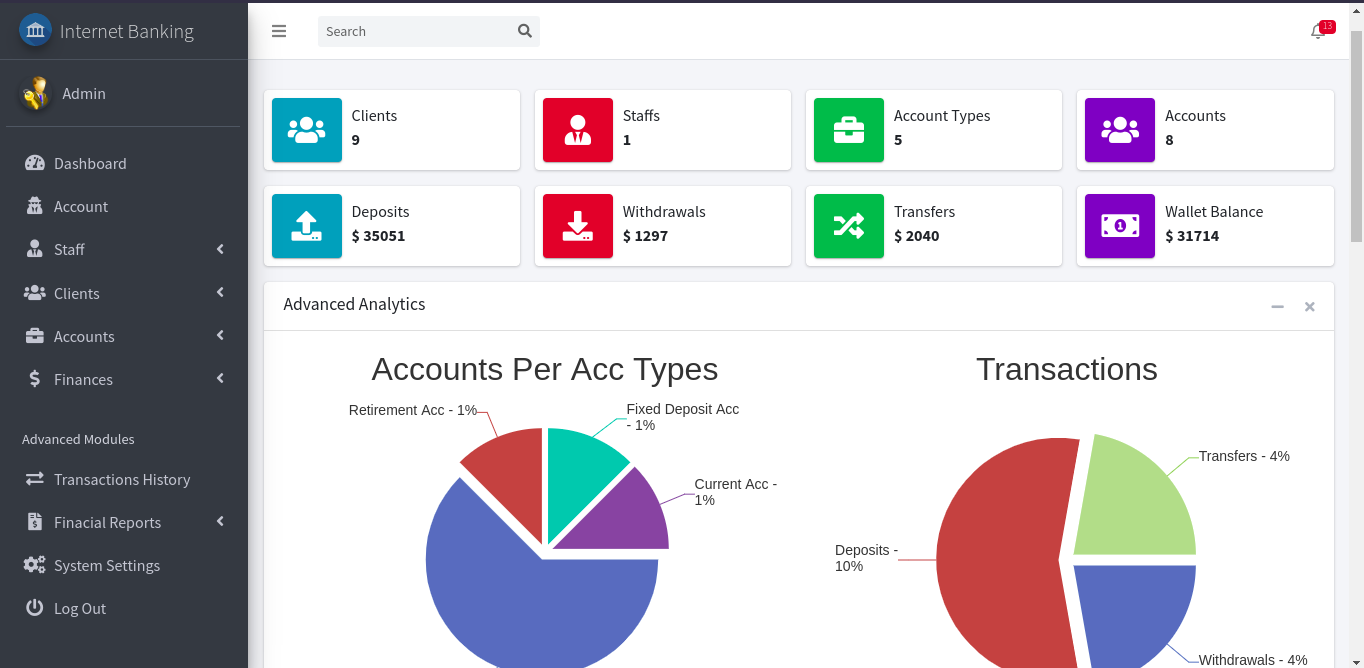 Internet Banking
Search
13
Admin
Dashboard
Account
Staff
Clients
Accounts
Finances
Advanced Modules
Transactions History
Finacial Reports
System Settings
Log Out
Clients
9
Staffs
1
Account Types
5
Accounts
8
Deposits
$ 35051
Withdrawals
$ 1297
Transfers
$ 2040
1
Wallet Balance
$ 31714
Advanced Analytics
Accounts Per Acc Types
Retirement Acc - 1%
Fixed Deposit Acc
- 1%
Current Acc -
1%
Transactions
Transfers - 4%
Deposits -
10%
Withdrawals - 4%